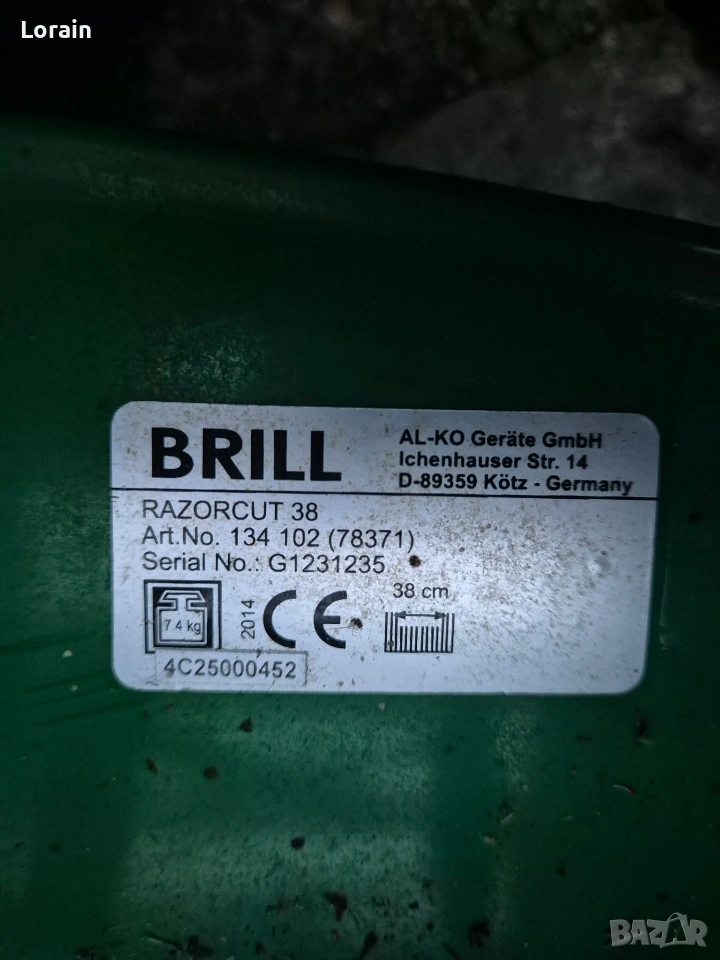 Lorain
BRILL
AL-KO Geräte GmbH
Ichenhauser Str. 14
D-89359 Kötz - Germany
RAZORCUT 38
Art.No. 134 102 (78371)
Serial No.: G1231235
7.4 kg
2014
CE
38 cm
4C25000452
BAZAR